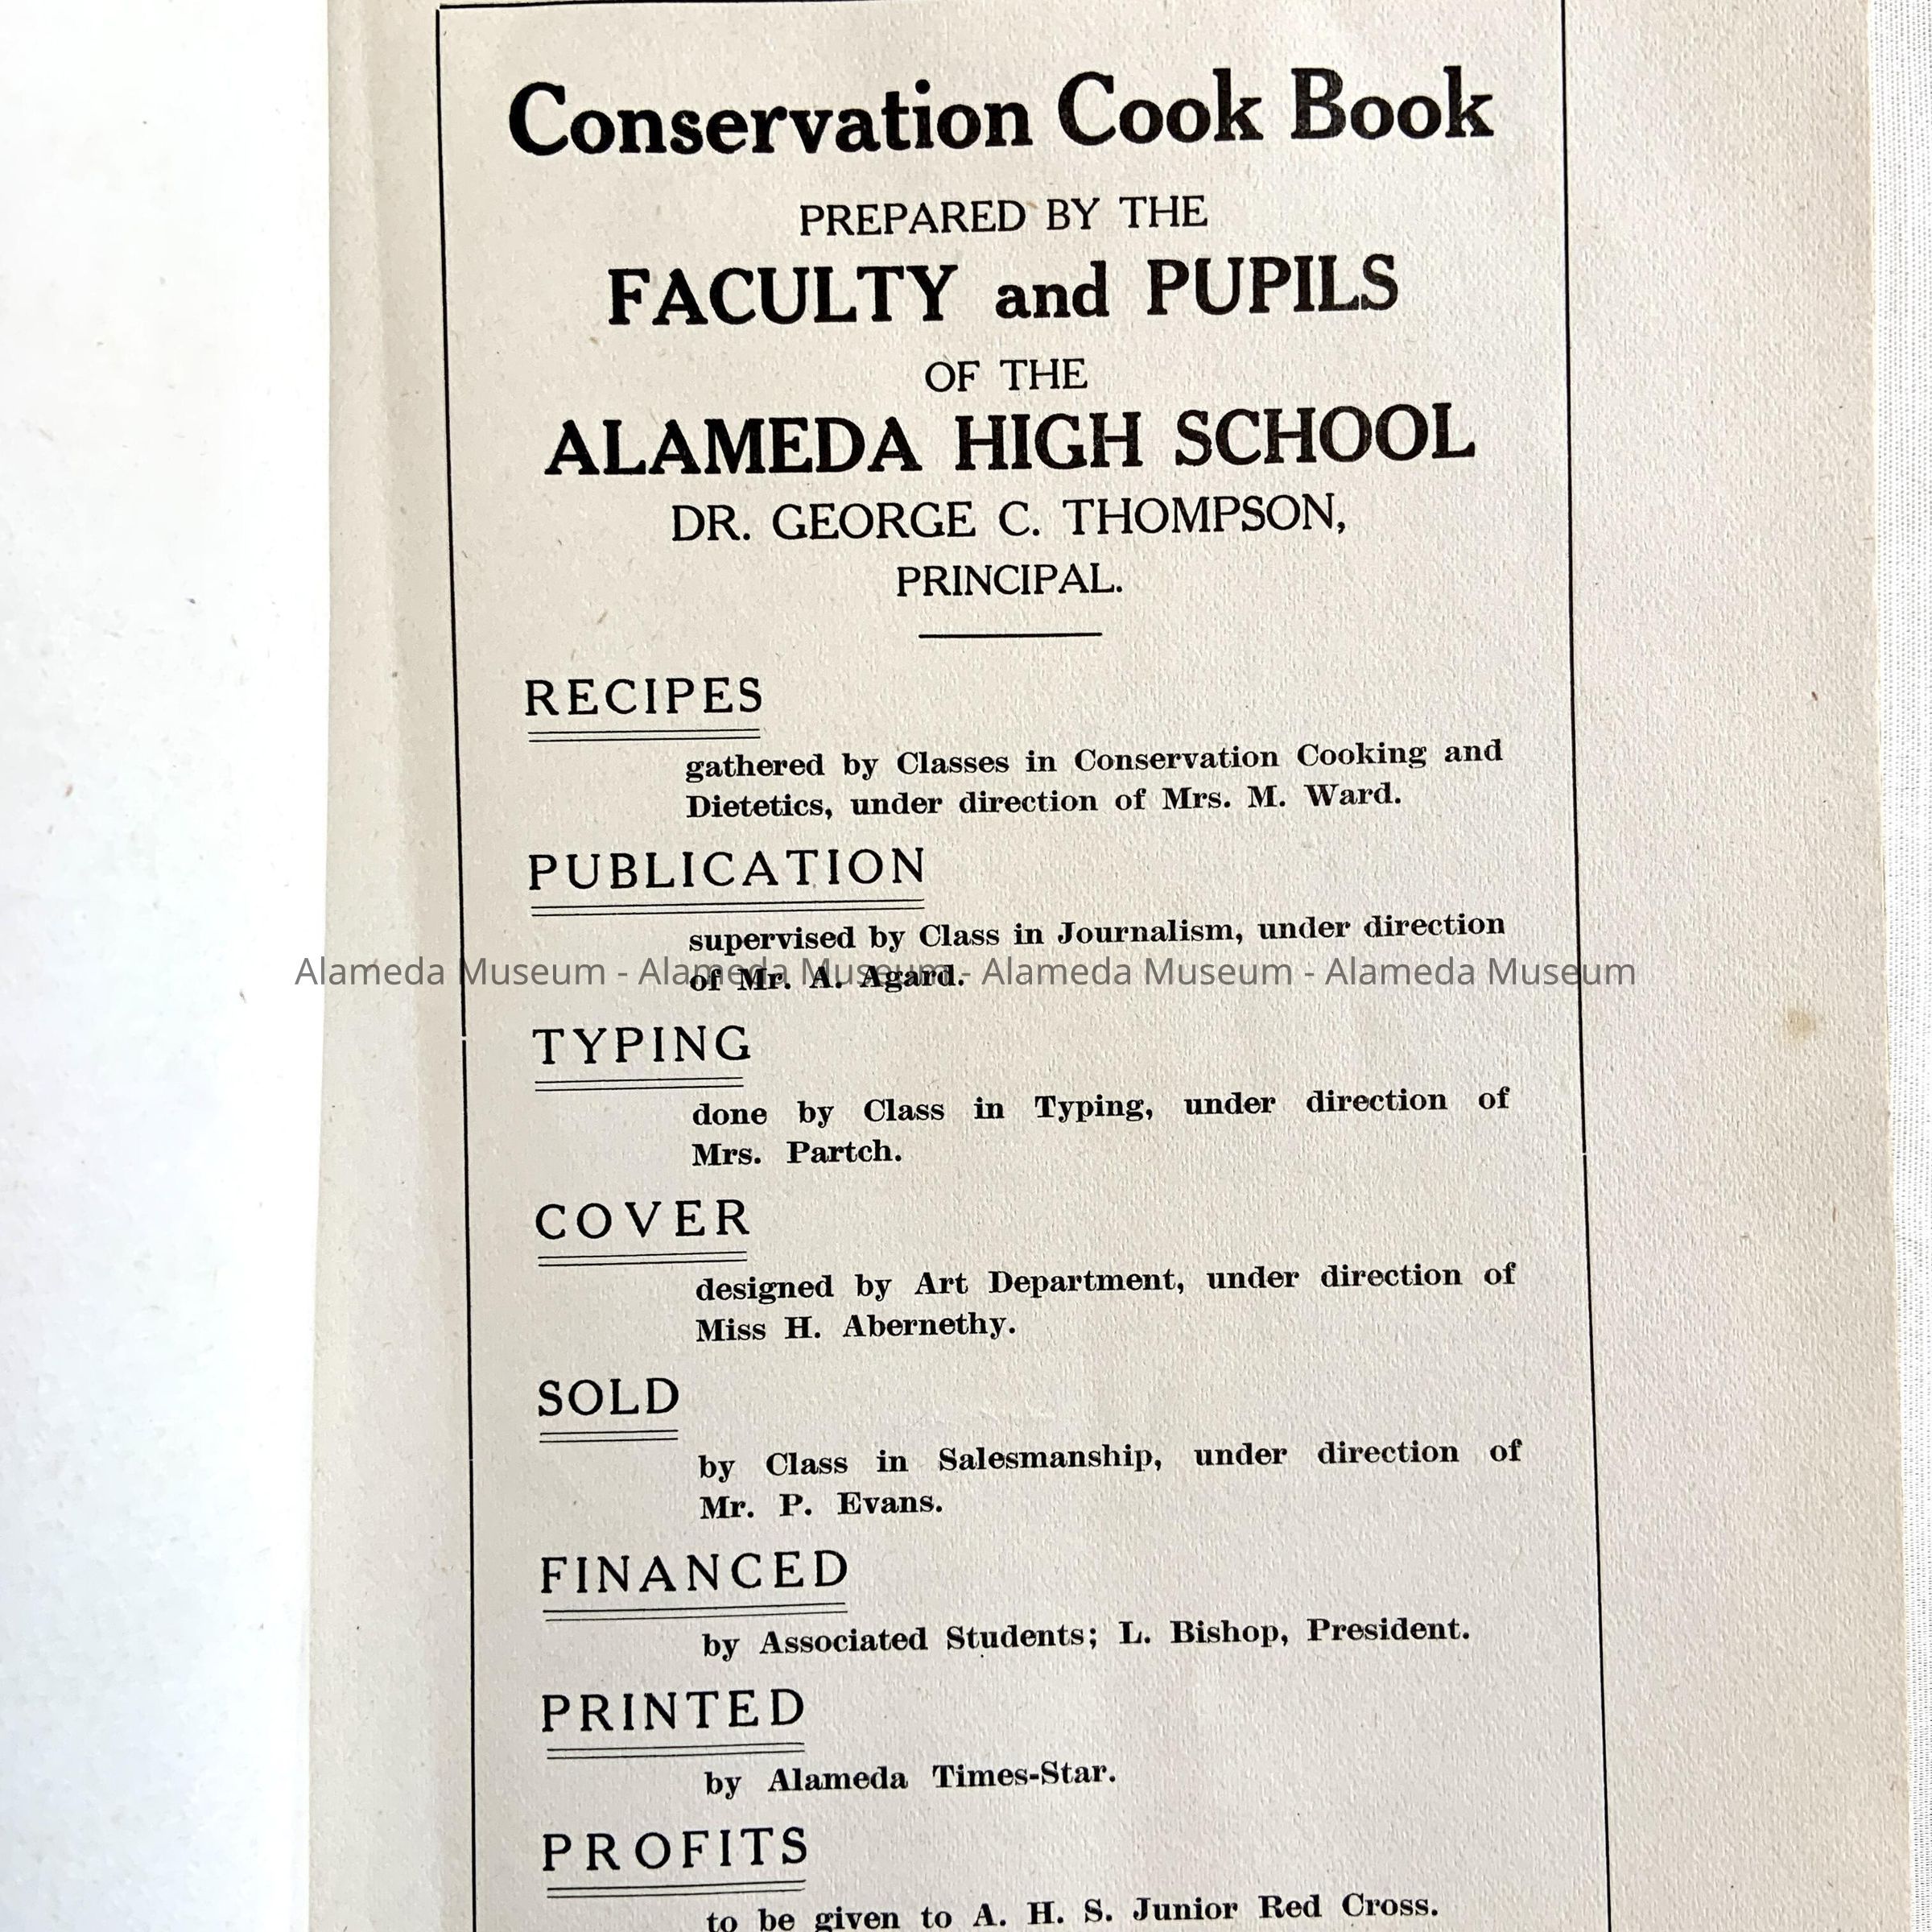 Conservation Cook Book
PREPARED BY THE
FACULTY and PUPILS
OF THE
ALAMEDA HIGH SCHOOL
DR. GEORGE C. THOMPSON,
PRINCIPAL.
RECIPES
gathered by Classes in Conservation Cooking and
Dietetics, under direction of Mrs. M. Ward.
PUBLICATION
supervised by Class in Journalism, under direction
of Mr. A. Agard.
Alameda Museum - Alameda Museum - Alameda Museum - Alameda Museum
TYPING
done by Class in Typing, under direction of
Mrs. Partch.
COVER
designed by Art Department, under direction of
Miss H. Abernethy.
SOLD
by Class in Salesmanship, under direction of
Mr. P. Evans.
FINANCED
by Associated Students; L. Bishop, President.
PRINTED
by Alameda Times-Star.
PROFITS
to be given to A. H. S. Junior Red Cross.